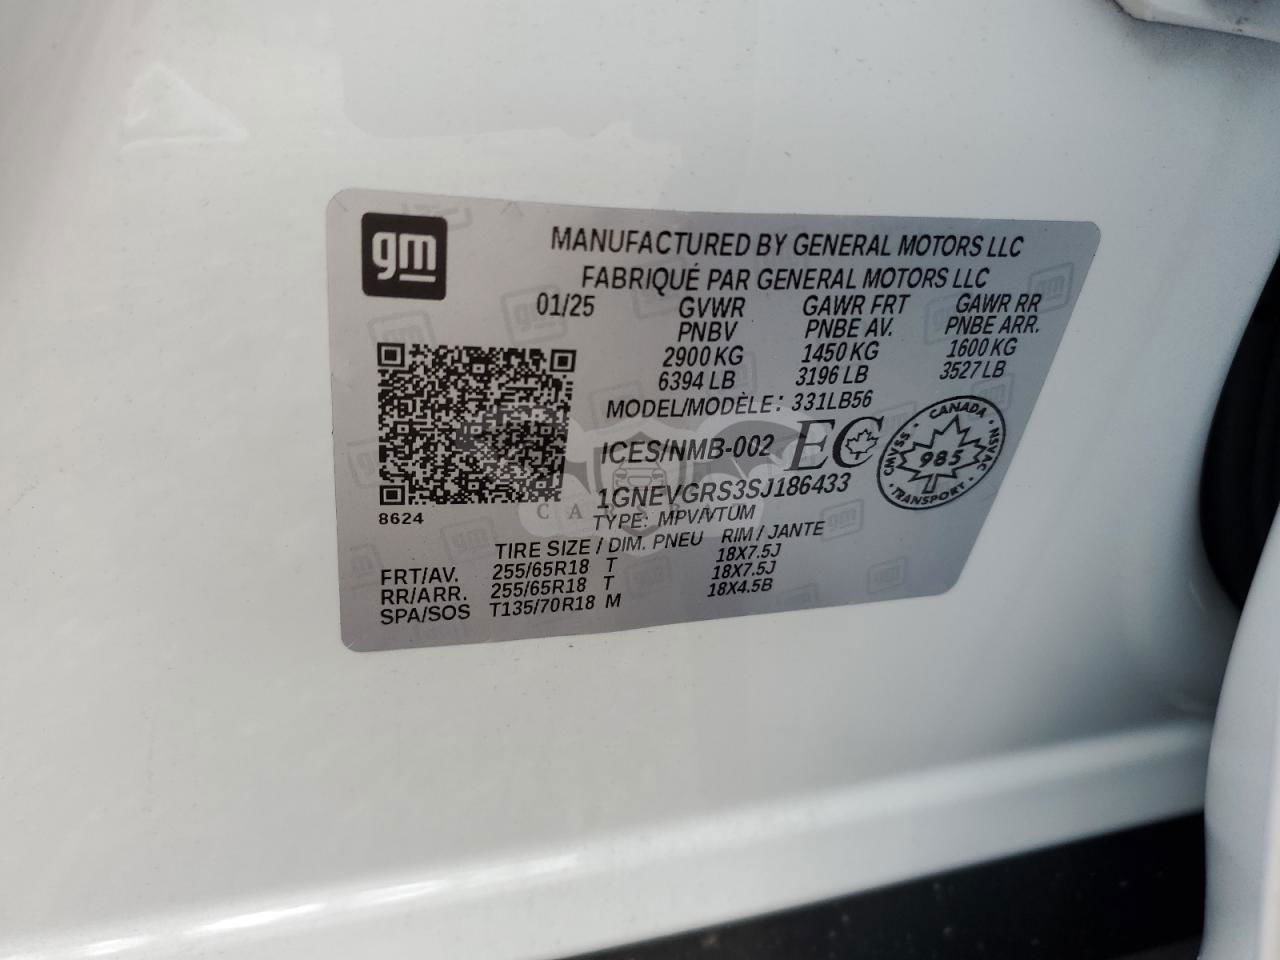 gm
MANUFACTURED BY GENERAL MOTORS LLC
FABRIQUÉ PAR GENERAL MOTORS LLC
01/25 GVWR GAWR FRT GAWR RR
PNBV PNBE AV. PNBE ARR.
2900 KG 1450 KG 1600 KG
6394 LB 3196 LB 3527 LB
MODEL/MODÈLE: 331LB56
ICES/NMB-002 EC
CANADA
CMVSS 985 NSVAC
TRANSPORT
1GNEVGRS3SJ186433
8624
TYPE: MPV/VTUM
TIRE SIZE / DIM. PNEU RIM / JANTE
FRT/AV. 255/65R18 T 18X7.5J
RR/ARR. 255/65R18 T 18X7.5J
SPA/SOS T135/70R18 M 18X4.5B